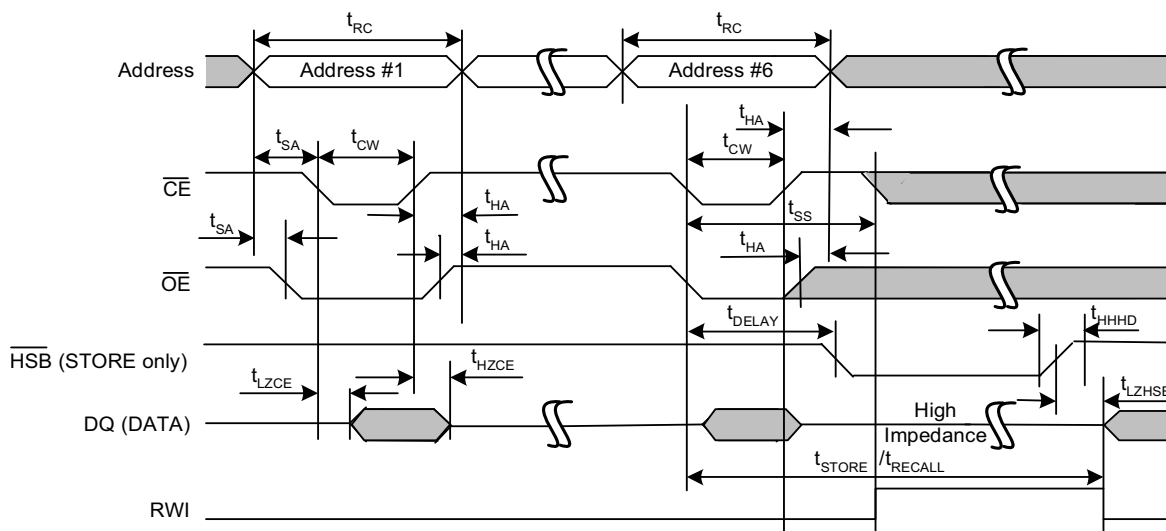 tRC tRC
Address Address #1 Address #6
tHA
tSA tCW tCW
CE
tHA tSS
tSA tHA tHA
OE
tDELAY tHHHD
HSB (STORE only)
tHZCE
tLZCE tLZHSB
DQ (DATA) High
Impedance
tSTORE /tRECALL
RWI